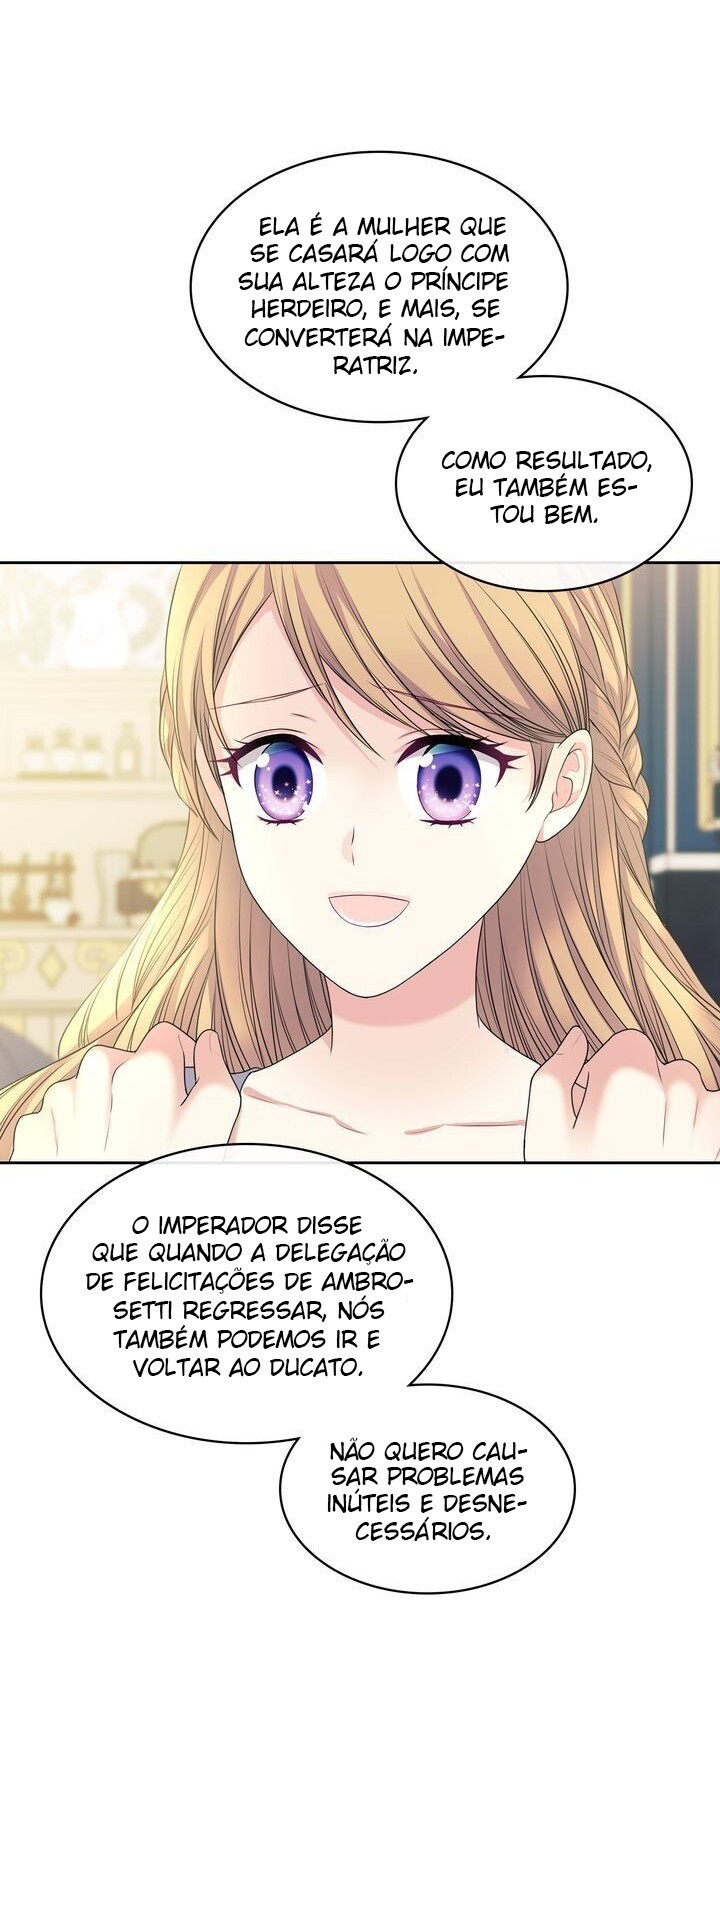 ELA É A MULHER QUE
SE CASARÁ LOGO COM
SUA ALTEZA O PRÍNCIPE
HERDEIRO, E MAIS, SE
CONVERTERÁ NA IMPE-
RATRIZ.
COMO RESULTADO,
EU TAMBÉM ES-
TOU BEM.
O IMPERADOR DISSE
QUE QUANDO A DELEGAÇÃO
DE FELICITAÇÕES DE AMBRO-
SETTI REGRESSAR, NÓS
TAMBÉM PODEMOS IR E
VOLTAR AO DUCATO.
NÃO QUERO CAU-
SAR PROBLEMAS
INÚTEIS E DESNE-
CESSÁRIOS.